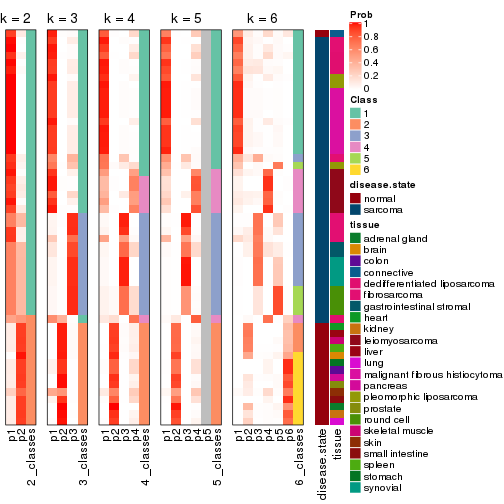 k = 2
k = 3
k = 4
k = 5
k = 6
p1
p2
2_classes
p1
p2
p3
3_classes
p1
p2
p3
p4
4_classes
p1
p2
p3
p4
p5
5_classes
p1
p2
p3
p4
p5
p6
6_classes
disease.state
tissue
Prob
1
0.8
0.6
0.4
0.2
0
Class
1
2
3
4
5
6
disease.state
normal
sarcoma
tissue
adrenal gland
brain
colon
connective
dedifferentiated liposarcoma
fibrosarcoma
gastrointestinal stromal
heart
kidney
leiomyosarcoma
liver
lung
malignant fibrous histiocytoma
pancreas
pleomorphic liposarcoma
prostate
round cell
skeletal muscle
skin
small intestine
spleen
stomach
synovial